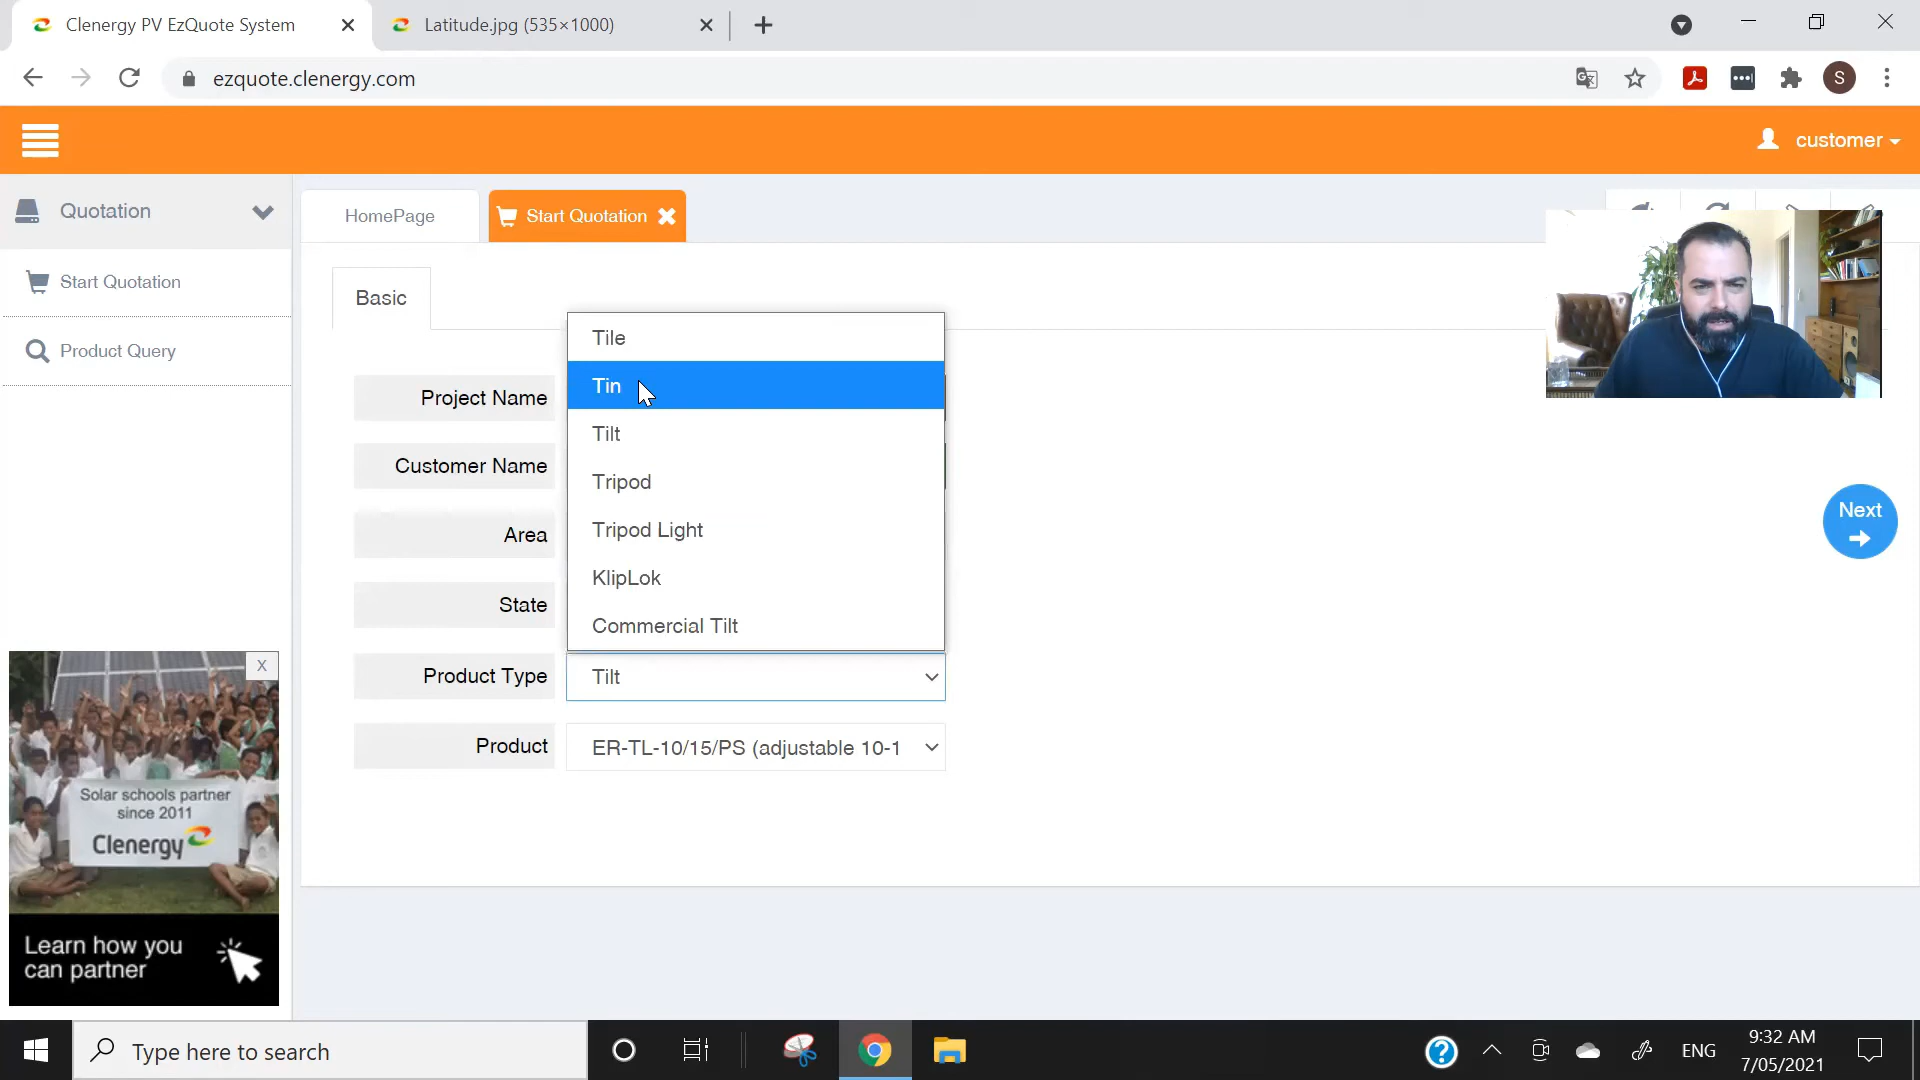 Clenergy PV EzQuote System
Latitude.jpg (535×1000)
ezquote.clenergy.com
S
customer
Quotation
HomePage
Start Quotation
Start Quotation
Product Query
Basic
Tile
Tin
Tilt
Tripod
Tripod Light
KlipLok
Commercial Tilt
Project Name
Customer Name
Area
State
Product Type
Tilt
Product
ER-TL-10/15/PS (adjustable 10-1
Next
X
Solar schools partner
since 2011
Clenergy
Learn how you
can partner
Type here to search
ENG
9:32 AM
7/05/2021